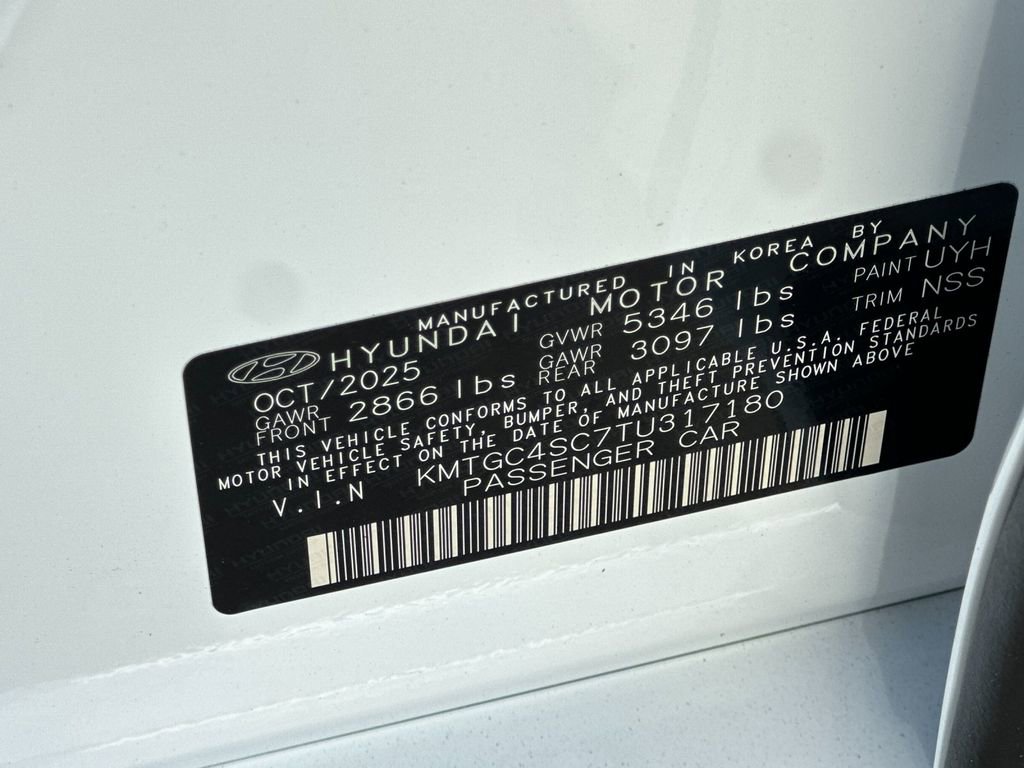 MANUFACTURED IN KOREA BY
HYUNDAI MOTOR COMPANY
OCT/2025 GVWR 5346 lbs PAINT UYH
GAWR FRONT 2866 lbs GAWR REAR 3097 lbs TRIM NSS
THIS VEHICLE CONFORMS TO ALL APPLICABLE U.S.A. FEDERAL
MOTOR VEHICLE SAFETY, BUMPER, AND THEFT PREVENTION STANDARDS
IN EFFECT ON THE DATE OF MANUFACTURE SHOWN ABOVE
V.I.N KMTGC4SC7TU317180
PASSENGER CAR